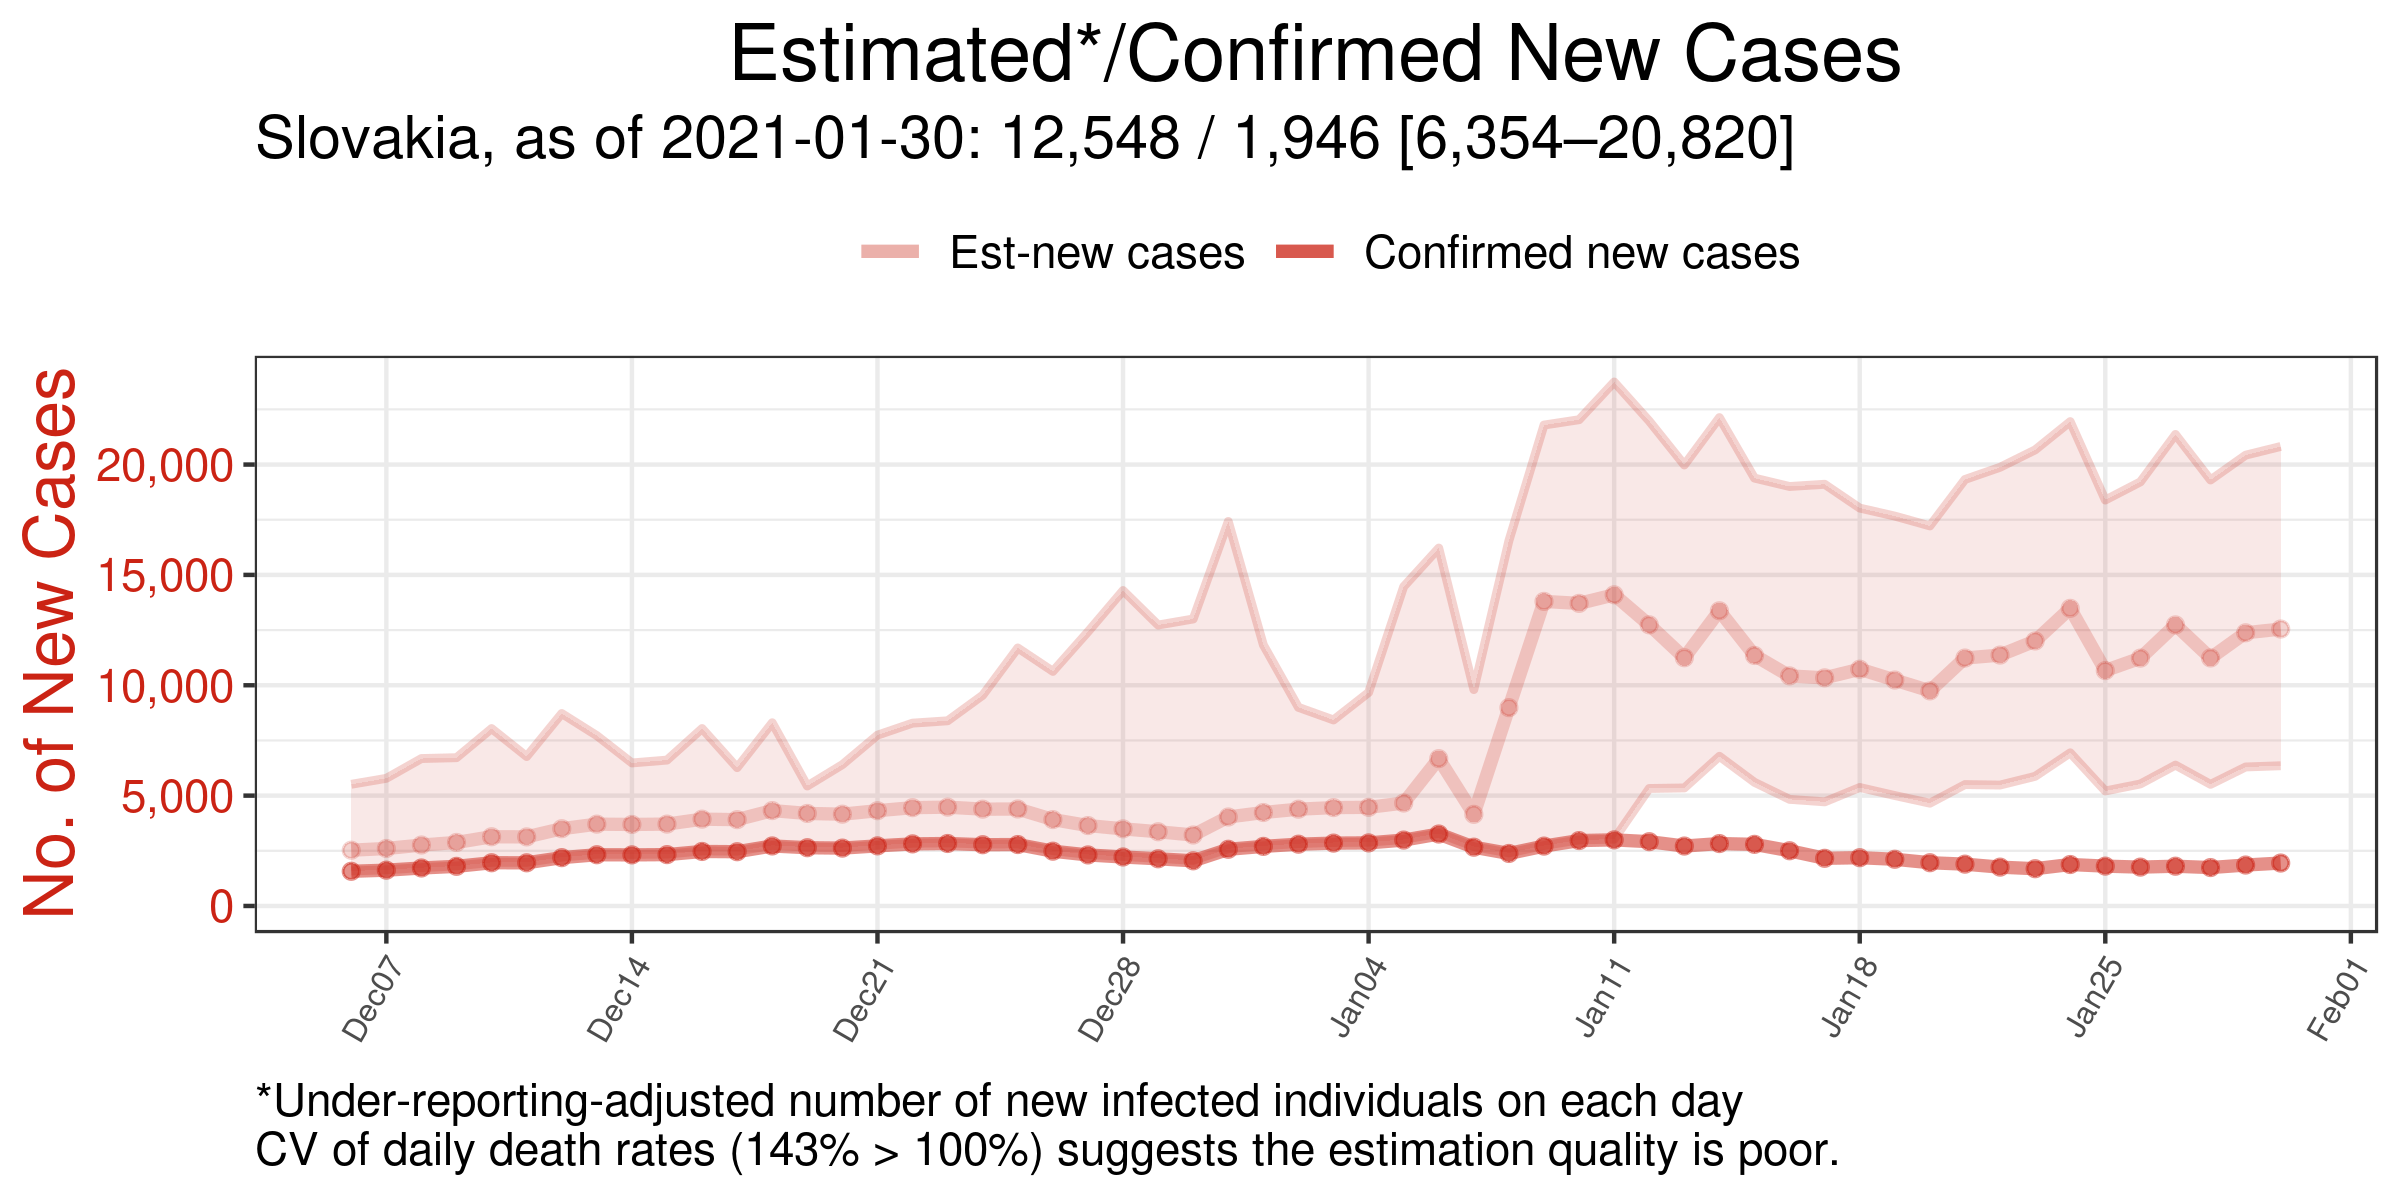 Estimated*/Confirmed New Cases
Slovakia, as of 2021-01-30: 12,548 / 1,946 [6,354–20,820]
Est-new cases
Confirmed new cases
No. of New Cases
20,000
15,000
10,000
5,000
0
Dec07
Dec14
Dec21
Dec28
Jan04
Jan11
Jan18
Jan25
Feb01
*Under-reporting-adjusted number of new infected individuals on each day
CV of daily death rates (143% > 100%) suggests the estimation quality is poor.